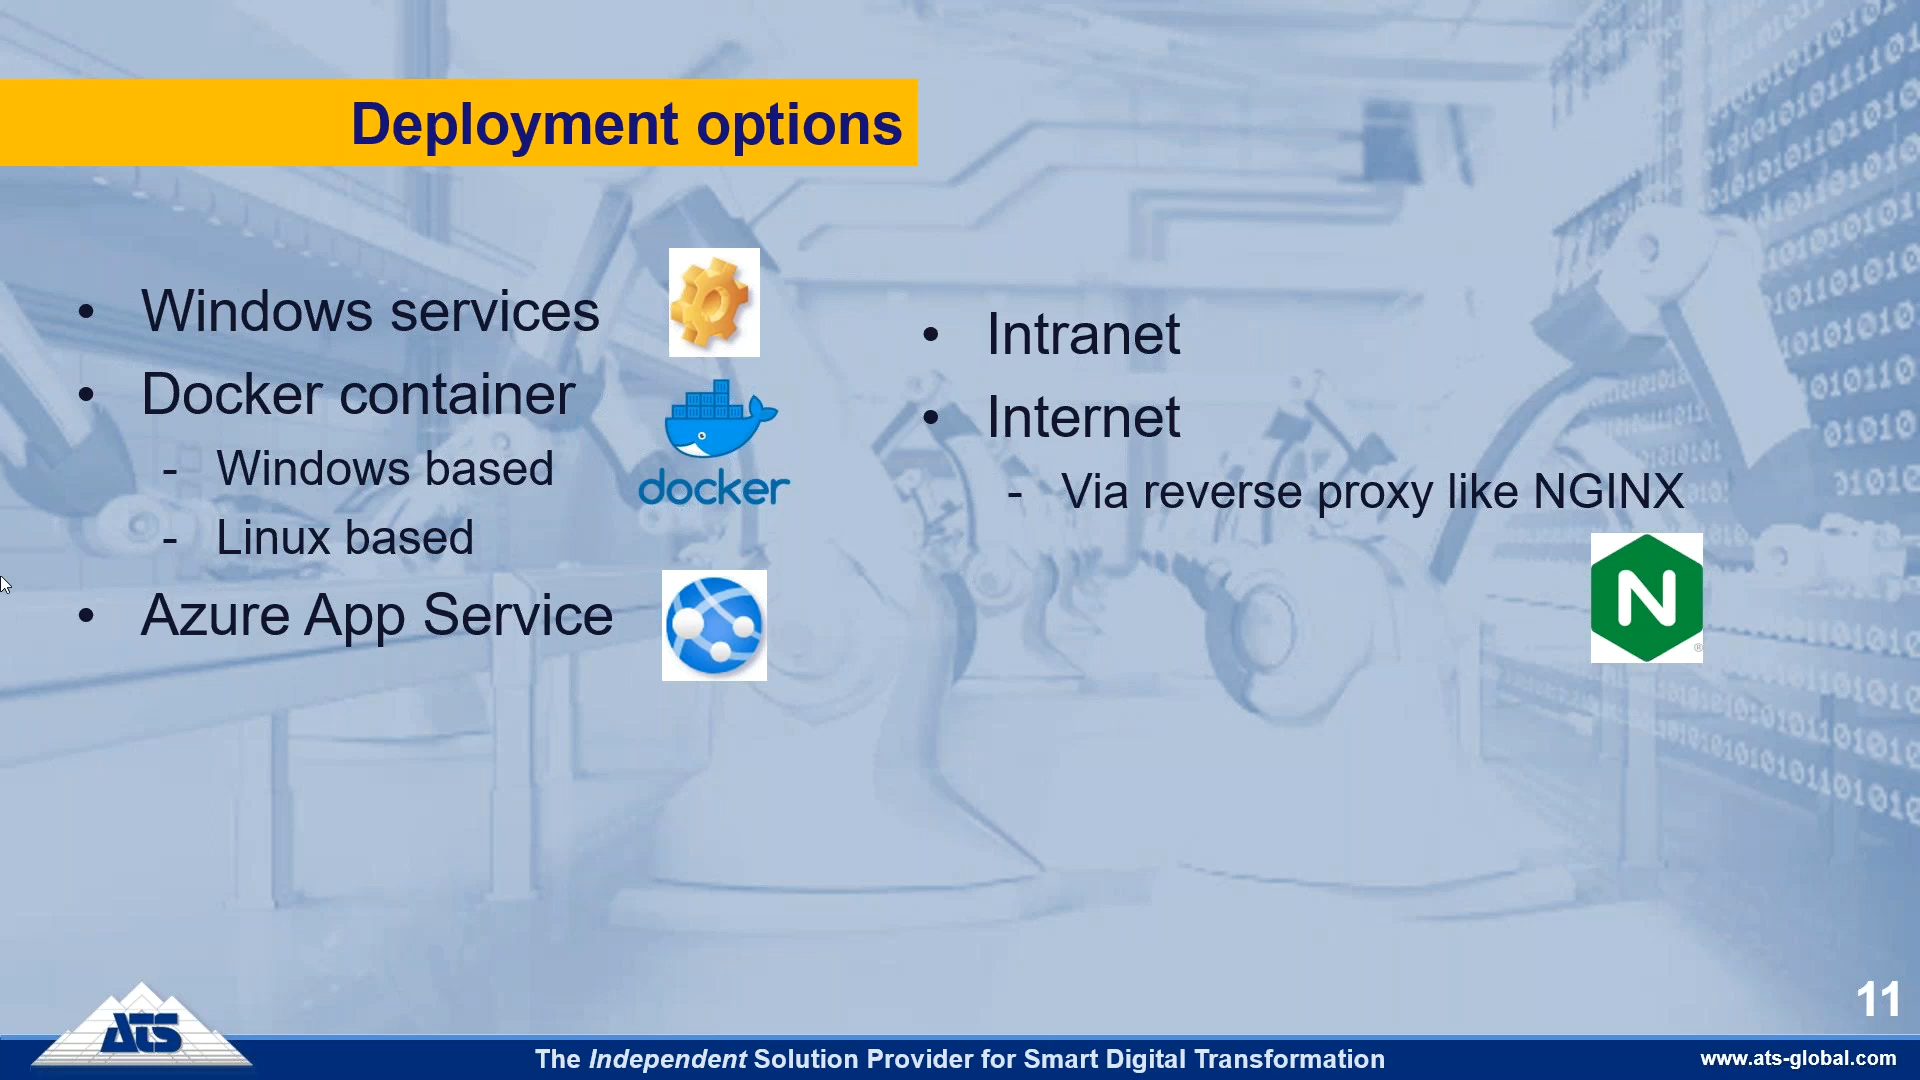 Deployment options
• Windows services
• Docker container
- Windows based
- Linux based
• Azure App Service
docker
• Intranet
• Internet
- Via reverse proxy like NGINX
N
®
11
ATS
The Independent Solution Provider for Smart Digital Transformation
www.ats-global.com